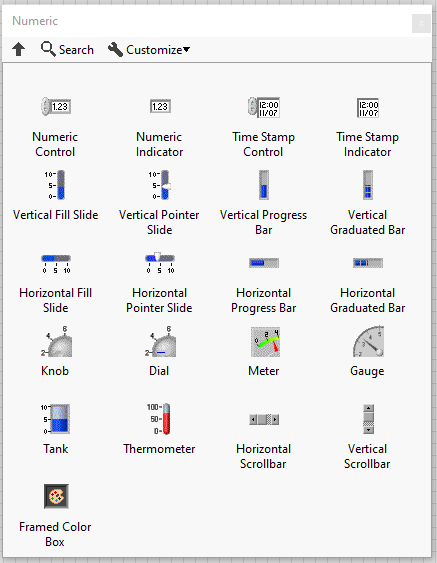 Numeric
x
Search Customize
1.23 1.23 12:00 12:00
11/07 11/07
Numeric Numeric Time Stamp Time Stamp
Control Indicator Control Indicator
10 10
5 5
0 0
Vertical Fill Slide Vertical Pointer Vertical Progress Vertical
Slide Bar Graduated Bar
0 5 10 0 5 10
Horizontal Fill Horizontal Horizontal Horizontal
Slide Pointer Slide Progress Bar Graduated Bar
6 6 2 4
4 4
2 2
Knob Dial Meter Gauge
10 100
5 50
0 0
Tank Thermometer Horizontal Vertical
Scrollbar Scrollbar
Framed Color
Box